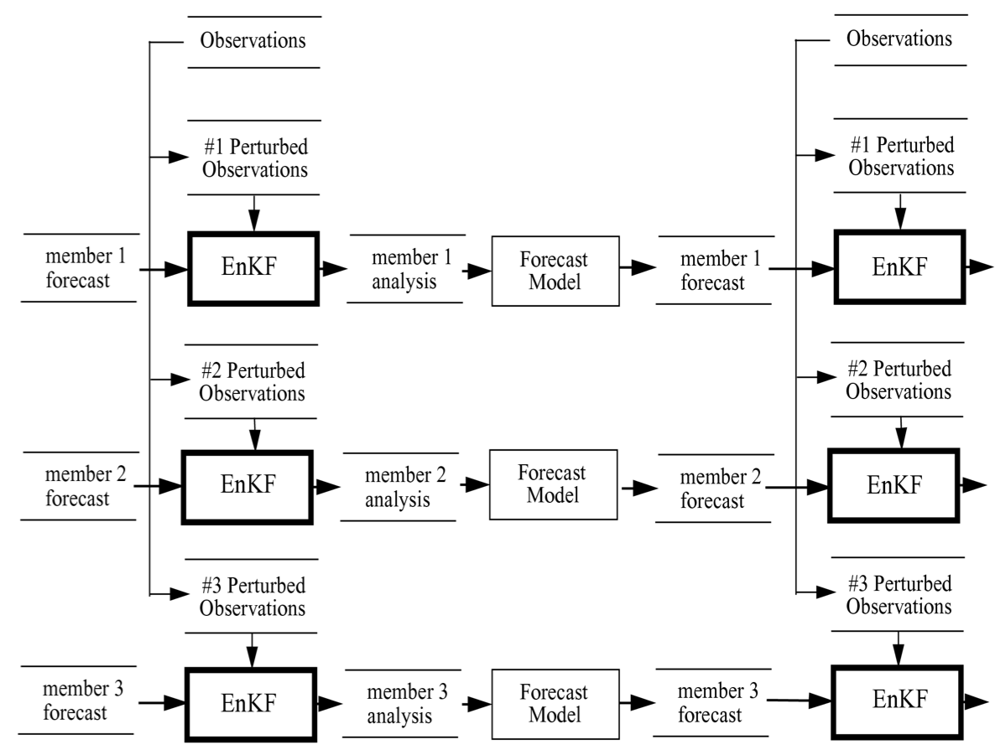 Observations
Observations
#1 Perturbed
Observations
#1 Perturbed
Observations
member 1
forecast
EnKF
member 1
analysis
Forecast
Model
member 1
forecast
EnKF
#2 Perturbed
Observations
#2 Perturbed
Observations
member 2
forecast
EnKF
member 2
analysis
Forecast
Model
member 2
forecast
EnKF
#3 Perturbed
Observations
#3 Perturbed
Observations
member 3
forecast
EnKF
member 3
analysis
Forecast
Model
member 3
forecast
EnKF